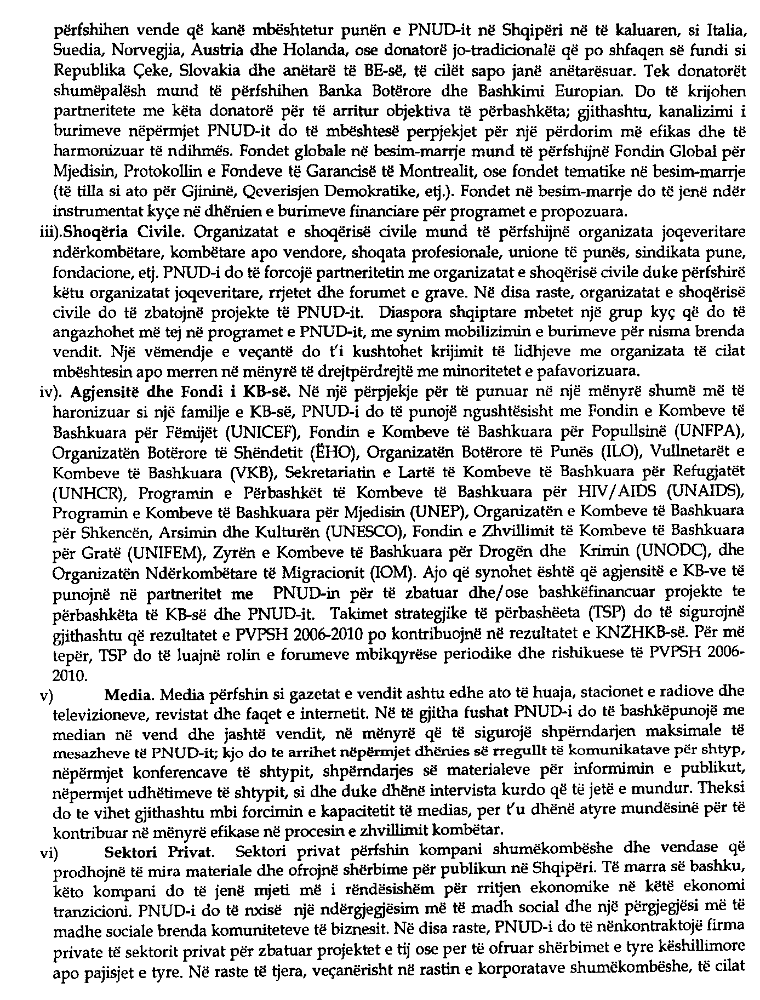 përfshihen vende që kanë mbështetur punën e PNUD-it në Shqipëri në të kaluaren, si Italia,
Suedia, Norvegjia, Austria dhe Holanda, ose donatorë jo-tradicionalë që po shfaqen së fundi si
Republika Çeke, Slovakia dhe anëtarë të BE-së, të cilët sapo janë anëtarësuar. Tek donatorët
shumëpalësh mund të përfshihen Banka Botërore dhe Bashkimi Europian. Do të krijohen
partneritete me këta donatorë për të arritur objektiva të përbashkëta; gjithashtu, kanalizimi i
burimeve nëpërmjet PNUD-it do të mbështesë perpjekjet për një përdorim më efikas dhe të
harmonizuar të ndihmës. Fondet globale në besim-marrje mund të përfshijnë Fondin Global për
Mjedisin, Protokollin e Fondeve të Garancisë të Montrealit, ose fondet tematike në besim-marrje
(të tilla si ato për Gjininë, Qeverisjen Demokratike, etj.). Fondet në besim-marrje do të jenë ndër
instrumentat kyçe në dhënien e burimeve financiare për programet e propozuara.
iii).Shoqëria Civile. Organizatat e shoqërisë civile mund të përfshijnë organizata joqeveritare
ndërkombëtare, kombëtare apo vendore, shoqata profesionale, unione të punës, sindikata pune,
fondacione, etj. PNUD-i do të forcojë partneritetin me organizatat e shoqërisë civile duke përfshirë
këtu organizatat joqeveritare, rrjetet dhe forumet e grave. Në disa raste, organizatat e shoqërisë
civile do të zbatojnë projekte të PNUD-it. Diaspora shqiptare mbetet një grup kyç që do të
angazhohet më tej në programet e PNUD-it, me synim mobilizimin e burimeve për nisma brenda
vendit. Një vëmendje e veçantë do t'i kushtohet krijimit të lidhjeve me organizata të cilat
mbështesin apo merren në mënyrë të drejtpërdrejtë me minoritetet e pafavorizuara.
iv). Agjensitë dhe Fondi i KB-së. Në një përpjekje për të punuar në një mënyrë shumë më të
haronizuar si një familje e KB-së, PNUD-i do të punojë ngushtësisht me Fondin e Kombeve të
Bashkuara për Fëmijët (UNICEF), Fondin e Kombeve të Bashkuara për Popullsinë (UNFPA),
Organizatën Botërore të Shëndetit (ËHO), Organizatën Botërore të Punës (ILO), Vullnetarët e
Kombeve të Bashkuara (VKB), Sekretariatin e Lartë të Kombeve të Bashkuara për Refugjatët
(UNHCR), Programin e Përbashkët të Kombeve të Bashkuara për HIV/AIDS (UNAIDS),
Programin e Kombeve të Bashkuara për Mjedisin (UNEP), Organizatën e Kombeve të Bashkuara
për Shkencën, Arsimin dhe Kulturën (UNESCO), Fondin e Zhvillimit të Kombeve të Bashkuara
për Gratë (UNIFEM), Zyrën e Kombeve të Bashkuara për Drogën dhe Krimin (UNODC), dhe
Organizatën Ndërkombëtare të Migracionit (IOM). Ajo që synohet është që agjensitë e KB-ve të
punojnë në partneritet me PNUD-in për të zbatuar dhe/ose bashkëfinancuar projekte te
përbashkëta të KB-së dhe PNUD-it. Takimet strategjike të përbashëeta (TSP) do të sigurojnë
gjithashtu që rezultatet e PVPSH 2006-2010 po kontribuojnë në rezultatet e KNZHKB-së. Për më
tepër, TSP do të luajnë rolin e forumeve mbikqyrëse periodike dhe rishikuese të PVPSH 2006-
2010.
v) Media. Media përfshin si gazetat e vendit ashtu edhe ato të huaja, stacionet e radiove dhe
televizioneve, revistat dhe faqet e internetit. Në të gjitha fushat PNUD-i do të bashkëpunojë me
median në vend dhe jashtë vendit, në mënyrë që të sigurojë shpërndarjen maksimale të
mesazheve të PNUD-it; kjo do te arrihet nëpërmjet dhënies së rregullt të komunikatave për shtyp,
nëpërmjet konferencave të shtypit, shpërndarjes së materialeve për informimin e publikut,
nëpermjet udhëtimeve të shtypit, si dhe duke dhënë intervista kurdo që të jetë e mundur. Theksi
do te vihet gjithashtu mbi forcimin e kapacitetit të medias, per t'u dhënë atyre mundësinë për të
kontribuar në mënyrë efikase në procesin e zhvillimit kombëtar.
vi) Sektori Privat. Sektori privat përfshin kompani shumëkombëshe dhe vendase që
prodhojnë të mira materiale dhe ofrojnë shërbime për publikun në Shqipëri. Të marra së bashku,
këto kompani do të jenë mjeti më i rëndësishëm për rritjen ekonomike në këtë ekonomi
tranzicioni. PNUD-i do të nxisë një ndërgjegjësim më të madh social dhe një përgjegjësi më të
madhe sociale brenda komuniteteve të biznesit. Në disa raste, PNUD-i do të nënkontraktojë firma
private të sektorit privat për zbatuar projektet e tij ose per të ofruar shërbimet e tyre këshillimore
apo pajisjet e tyre. Në raste të tjera, veçanërisht në rastin e korporatave shumëkombëshe, të cilat